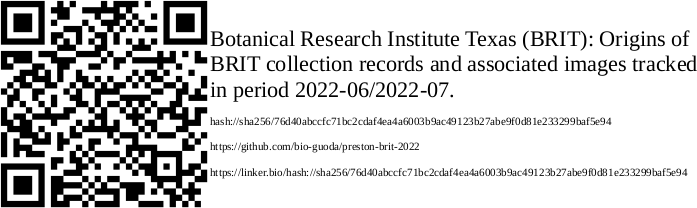 Botanical Research Institute Texas (BRIT): Origins of
BRIT collection records and associated images tracked
in period 2022-06/2022-07.
hash://sha256/76d40abccfc71bc2cdaf4ea4a6003b9ac49123b27abe9f0d81e233299baf5e94
https://github.com/bio-guoda/preston-brit-2022
https://linker.bio/hash://sha256/76d40abccfc71bc2cdaf4ea4a6003b9ac49123b27abe9f0d81e233299baf5e94